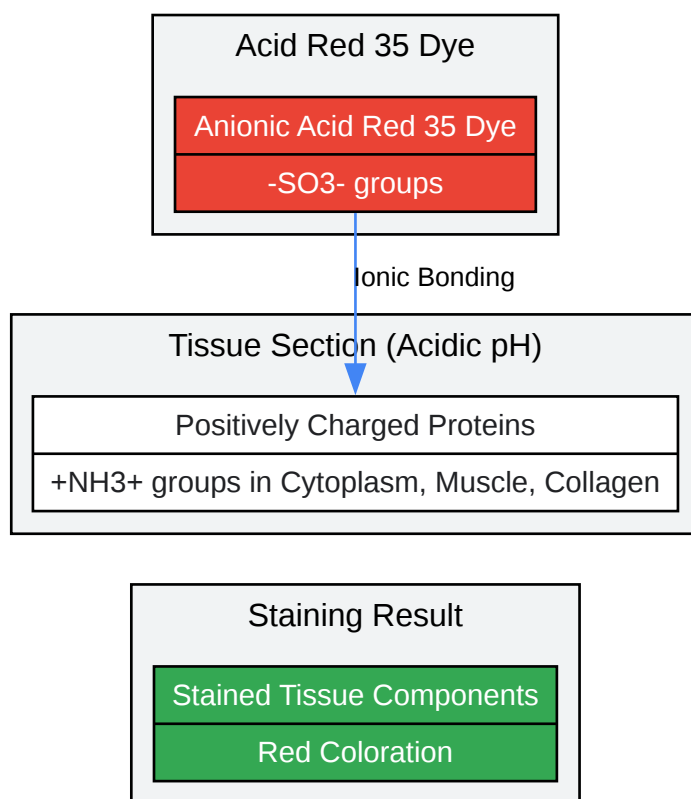 Acid Red 35 Dye
Anionic Acid Red 35 Dye
-SO3- groups
Ionic Bonding
Tissue Section (Acidic pH)
Positively Charged Proteins
+NH3+ groups in Cytoplasm, Muscle, Collagen
Staining Result
Stained Tissue Components
Red Coloration